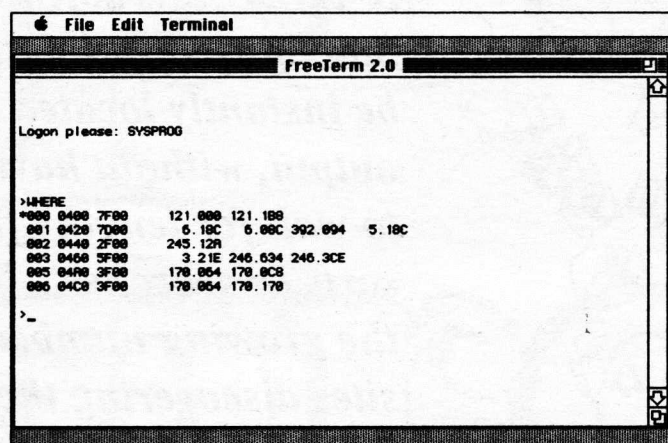 File Edit Terminal
FreeTerm 2.0
Logon please: SYSPROG
>WHERE
*000 0400 7F00 121.000 121.1B8
001 0420 7D00 6.18C 6.08C 392.094 5.18C
002 0440 2F00 245.12A
003 0460 5F00 3.21E 246.634 246.3CE
005 04A0 3F00 170.064 170.0C8
006 04C0 3F00 170.064 170.170
>_